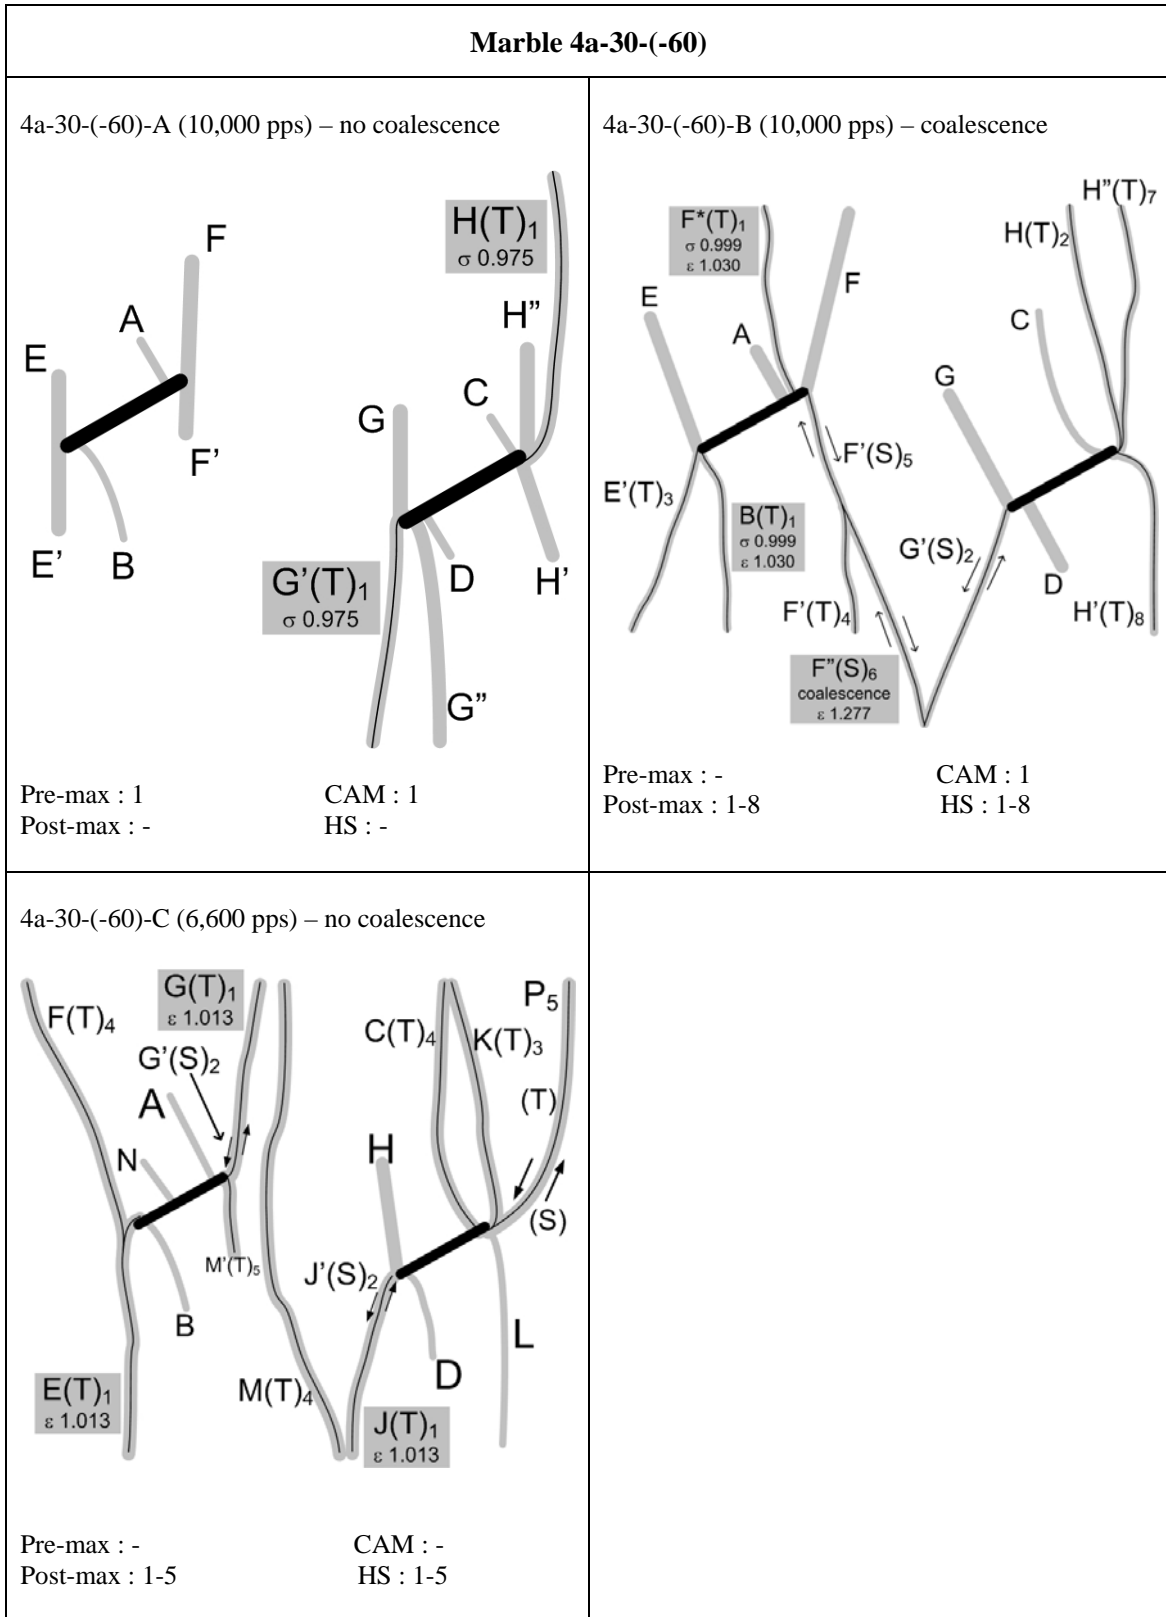 Marble 4a-30-(-60)
4a-30-(-60)-A (10,000 pps) – no coalescence
F
H(T)₁
σ 0.975
A
H”
E
C
G
F’
E’
B
D
H’
G’(T)₁
σ 0.975
G”
Pre-max : 1 CAM : 1
Post-max : - HS : -
4a-30-(-60)-B (10,000 pps) – coalescence
H”(T)₇
F*(T)₁
σ 0.999
ε 1.030
H(T)₂
F
E
C
A
G
F’(S)₅
E’(T)₃
B(T)₁
σ 0.999
ε 1.030
G’(S)₂
D
F’(T)₄
H’(T)₈
F”(S)₆
coalescence
ε 1.277
Pre-max : - CAM : 1
Post-max : 1-8 HS : 1-8
4a-30-(-60)-C (6,600 pps) – no coalescence
G(T)₁
ε 1.013
P₅
F(T)₄
C(T)₄
K(T)₃
G’(S)₂
A
(T)
H
N
(S)
M’(T)₅
J’(S)₂
B
L
D
E(T)₁
ε 1.013
M(T)₄
J(T)₁
ε 1.013
Pre-max : - CAM : -
Post-max : 1-5 HS : 1-5